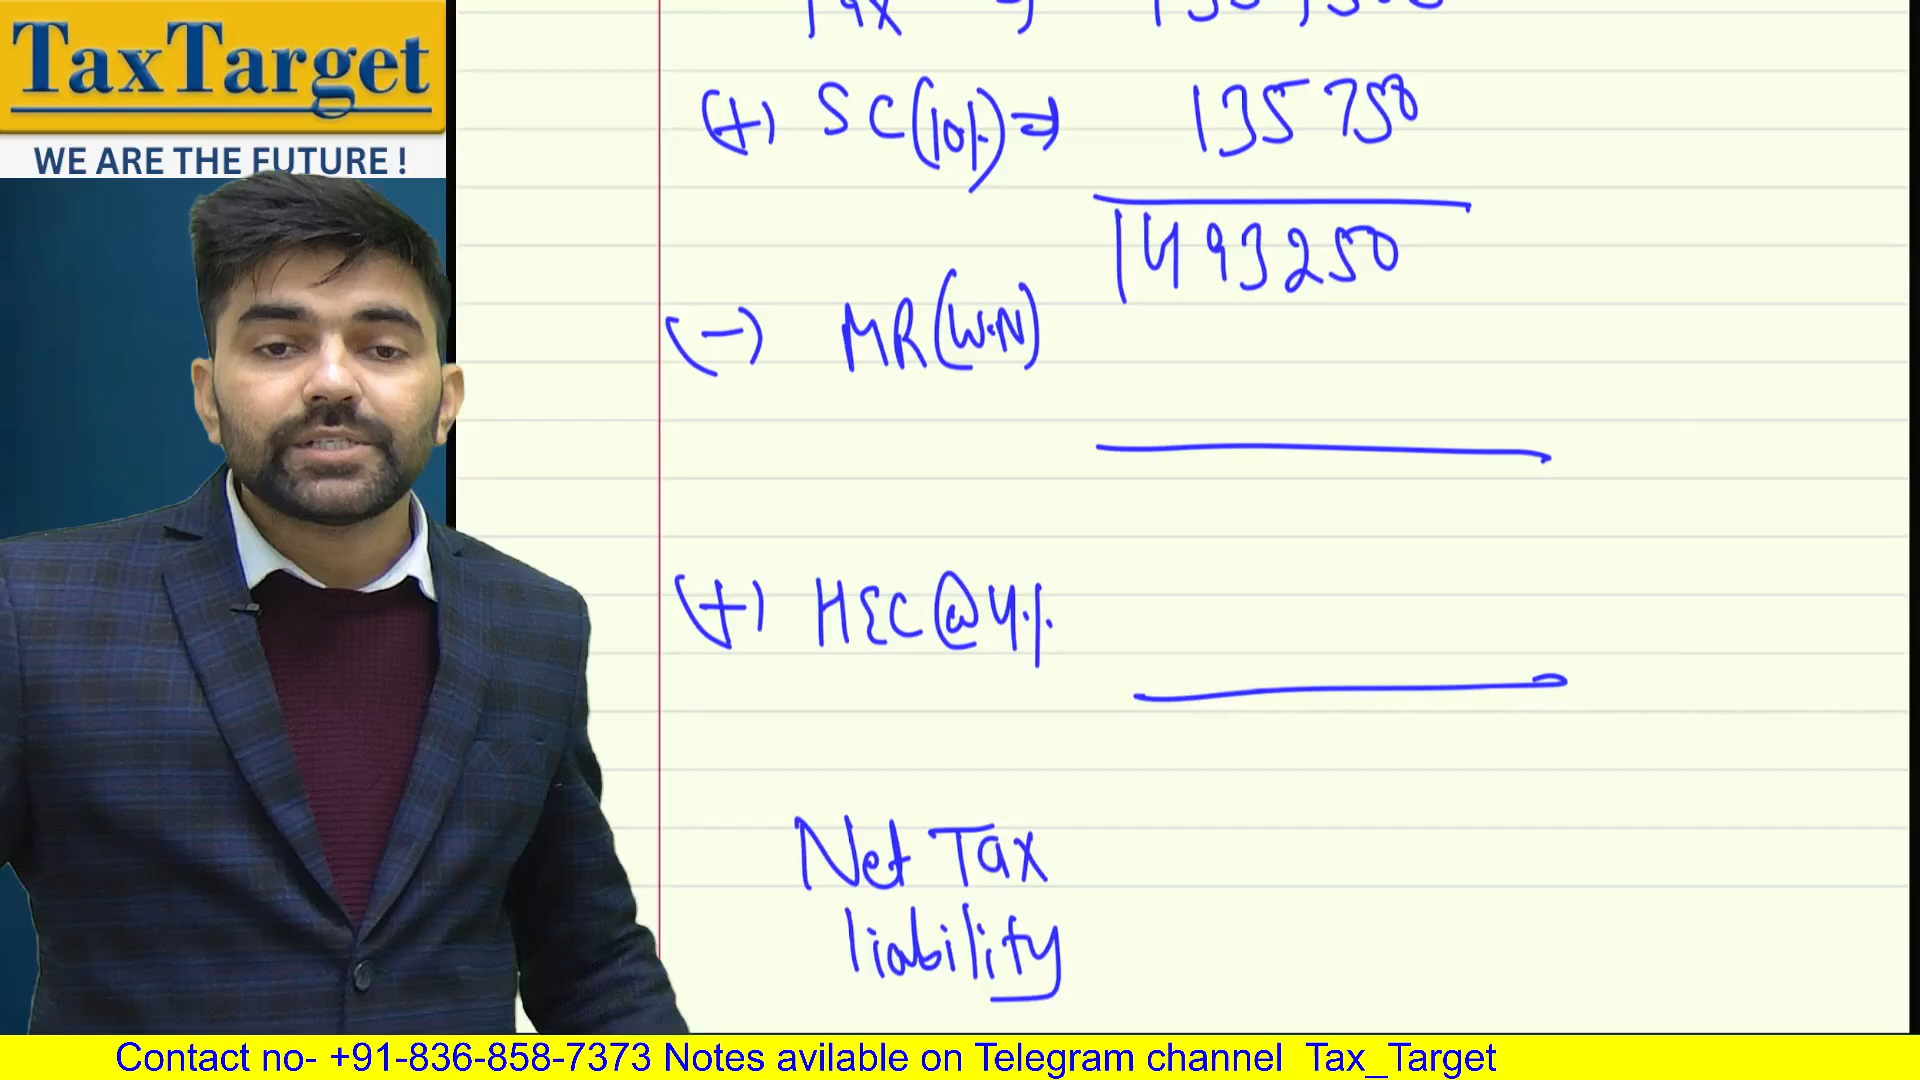 TaxTarget
WE ARE THE FUTURE !
Tax ⇒
(+) SC(10%) ⇒ 135750
1493250
(-) MR(W.N)
(+) HEC@4%
Net Tax
liability
Contact no- +91-836-858-7373 Notes avilable on Telegram channel Tax_Target